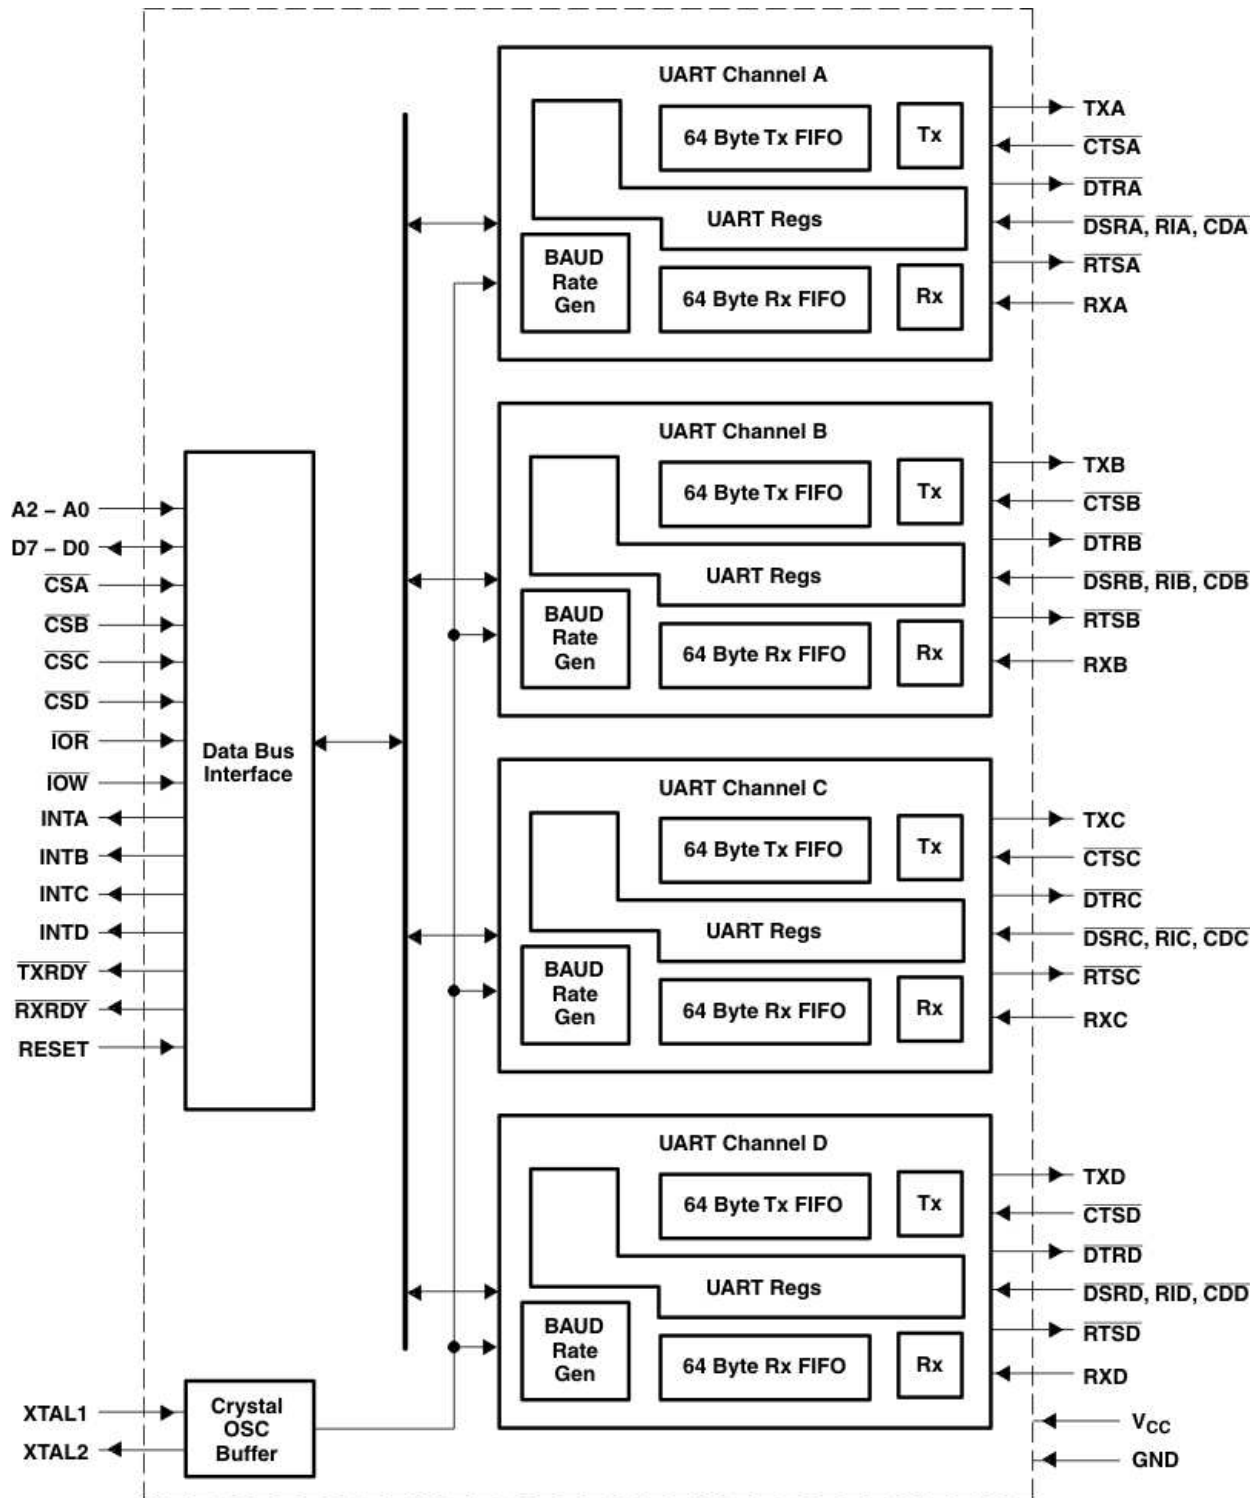 UART Channel A
64 Byte Tx FIFO
Tx
UART Regs
BAUD
Rate
Gen
64 Byte Rx FIFO
Rx
TXA
CTSA
DTRA
DSRA, RIA, CDA
RTSA
RXA
UART Channel B
64 Byte Tx FIFO
Tx
UART Regs
BAUD
Rate
Gen
64 Byte Rx FIFO
Rx
TXB
CTSB
DTRB
DSRB, RIB, CDB
RTSB
RXB
A2 – A0
D7 – D0
CSA
CSB
CSC
CSD
IOR
IOW
INTA
INTB
INTC
INTD
TXRDY
RXRDY
RESET
Data Bus
Interface
UART Channel C
64 Byte Tx FIFO
Tx
UART Regs
BAUD
Rate
Gen
64 Byte Rx FIFO
Rx
TXC
CTSC
DTRC
DSRC, RIC, CDC
RTSC
RXC
UART Channel D
64 Byte Tx FIFO
Tx
UART Regs
BAUD
Rate
Gen
64 Byte Rx FIFO
Rx
TXD
CTSD
DTRD
DSRD, RID, CDD
RTSD
RXD
XTAL1
XTAL2
Crystal
OSC
Buffer
VCC
GND